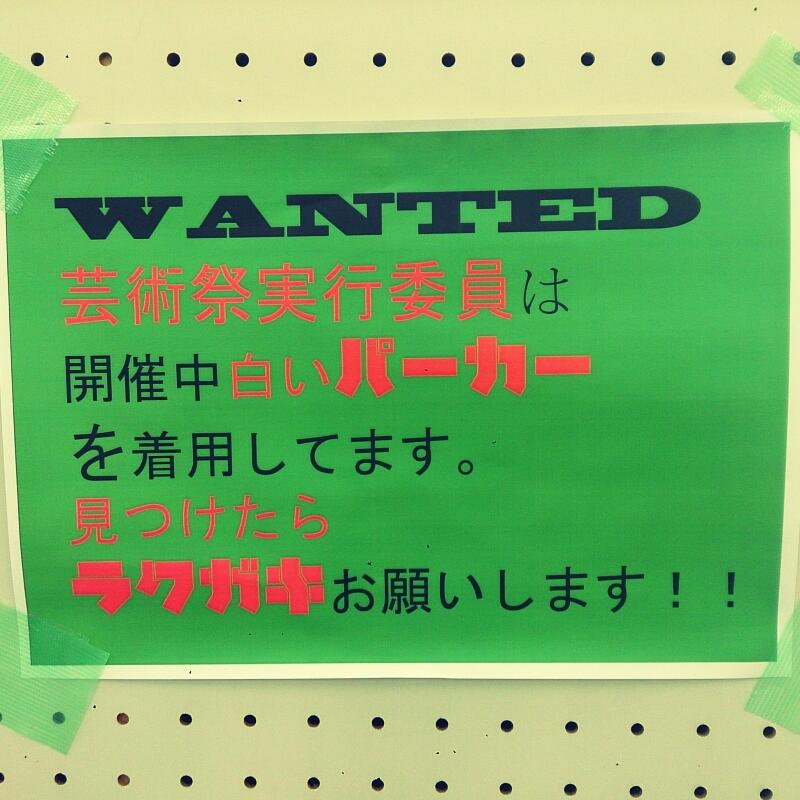 WANTED
芸術祭実行委員は
開催中白いパーカー
を着用してます。
見つけたら
ラクガキお願いします！！